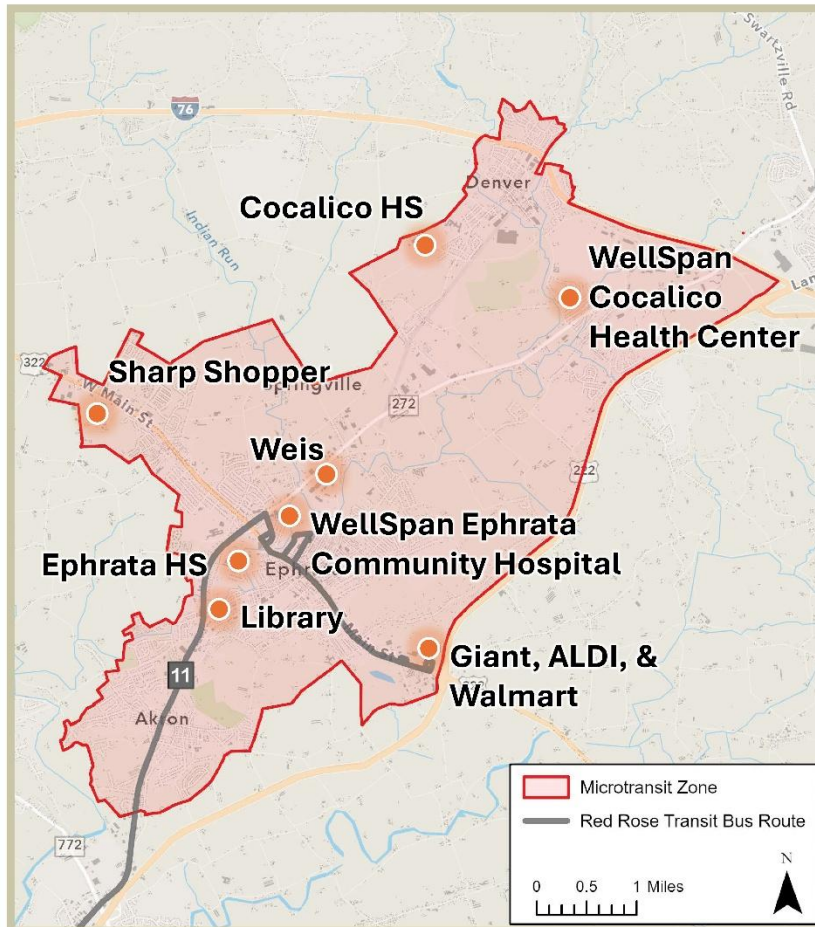 Swartzville Rd
76
Denver
Cocalico HS
Indian Run
WellSpan
Cocalico
Health Center
322
Sharp Shopper
W Main St
Springville
272
Weis
222
WellSpan Ephrata
Community Hospital
Ephrata HS
Library
Giant, ALDI, &
Walmart
11
Akron
772
Microtransit Zone
Red Rose Transit Bus Route
0 0.5 1 Miles
N